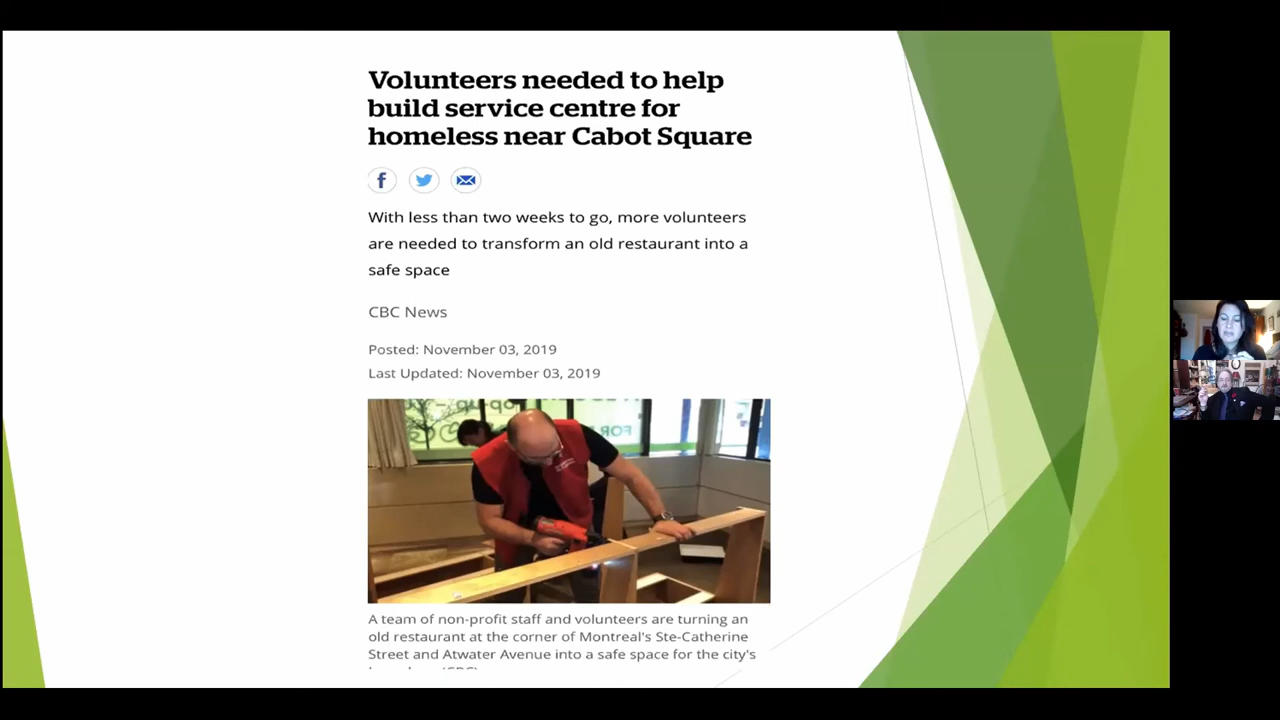 Volunteers needed to help
build service centre for
homeless near Cabot Square
With less than two weeks to go, more volunteers
are needed to transform an old restaurant into a
safe space
CBC News
Posted: November 03, 2019
Last Updated: November 03, 2019
A team of non-profit staff and volunteers are turning an
old restaurant at the corner of Montreal's Ste-Catherine
Street and Atwater Avenue into a safe space for the city's